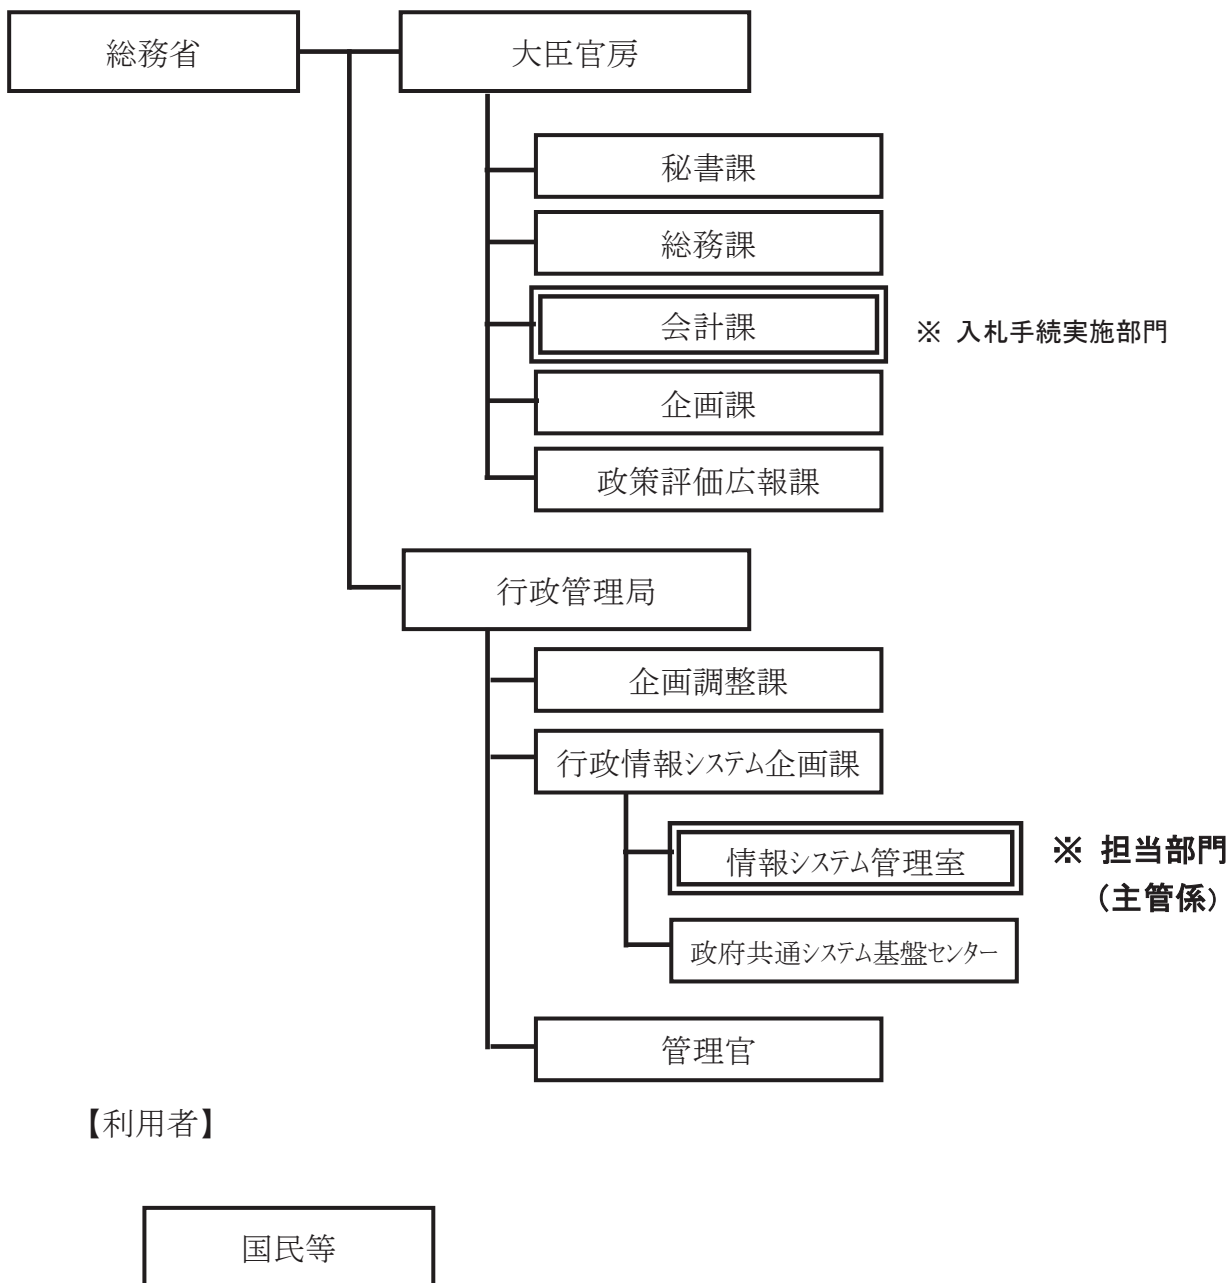 総務省
大臣官房
秘書課
総務課
会計課
※ 入札手続実施部門
企画課
政策評価広報課
行政管理局
企画調整課
行政情報システム企画課
情報システム管理室
※ 担当部門
（主管係）
政府共通システム基盤センター
管理官
【利用者】
国民等